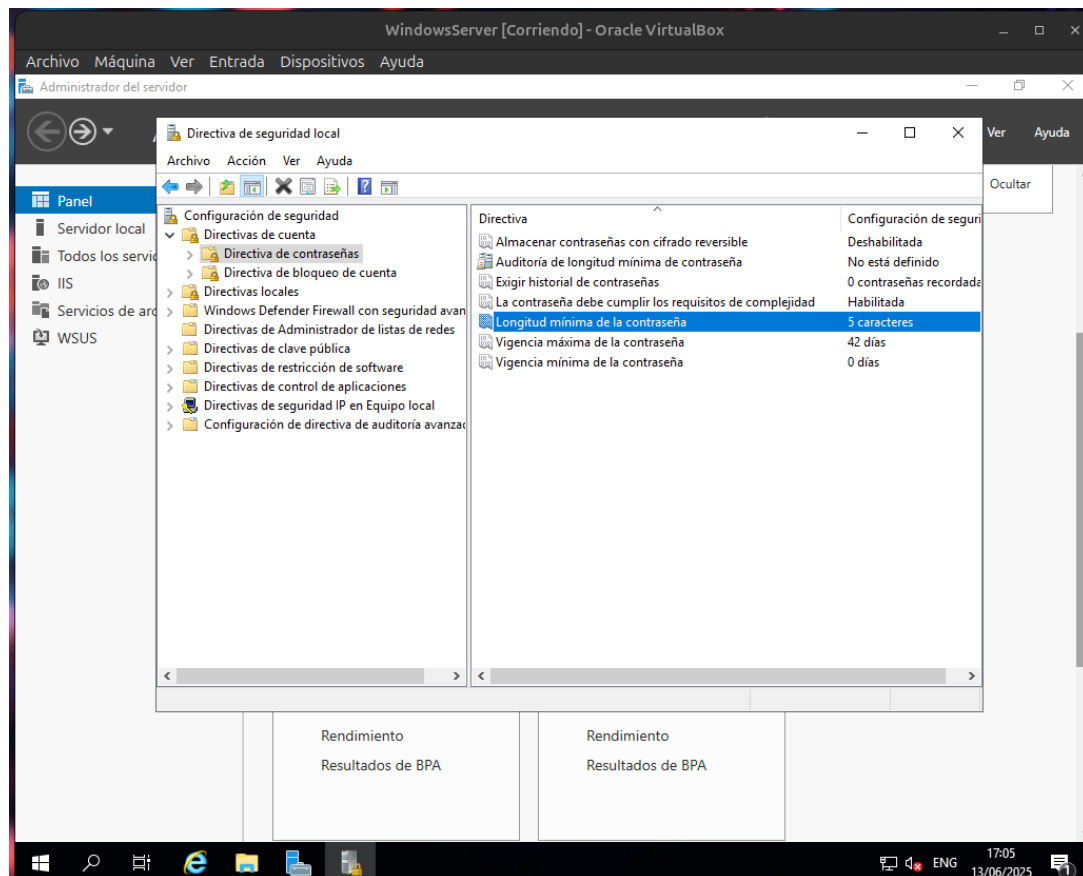 WindowsServer [Corriendo] - Oracle VirtualBox
Archivo Máquina Ver Entrada Dispositivos Ayuda
Administrador del servidor
Ver Ayuda
Directiva de seguridad local
Archivo Acción Ver Ayuda
Ocultar
Panel
Servidor local
Todos los servic
IIS
Servicios de arc
WSUS
Configuración de seguridad
Directivas de cuenta
Directiva de contraseñas
Directiva de bloqueo de cuenta
Directivas locales
Windows Defender Firewall con seguridad avan
Directivas de Administrador de listas de redes
Directivas de clave pública
Directivas de restricción de software
Directivas de control de aplicaciones
Directivas de seguridad IP en Equipo local
Configuración de directiva de auditoría avanzac
Directiva Configuración de seguri
Almacenar contraseñas con cifrado reversible Deshabilitada
Auditoría de longitud mínima de contraseña No está definido
Exigir historial de contraseñas 0 contraseñas recordada
La contraseña debe cumplir los requisitos de complejidad Habilitada
Longitud mínima de la contraseña 5 caracteres
Vigencia máxima de la contraseña 42 días
Vigencia mínima de la contraseña 0 días
Rendimiento Rendimiento
Resultados de BPA Resultados de BPA
ENG
17:05
13/06/2025
1